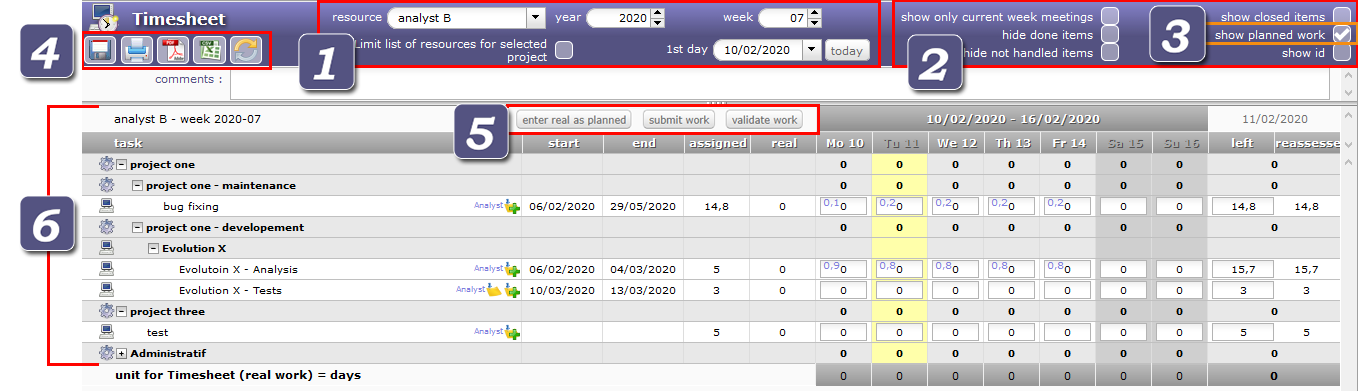 Timesheet
resource analyst B year 2020 week 07
Limit list of resources for selected
project
1st day 10/02/2020 today
show only current week meetings
hide done items
hide not handled items
show closed items
show planned work
show id
1
2
3
4
PDF
CSV
comments :
analyst B - week 2020-07
5
enter real as planned submit work validate work
10/02/2020 - 16/02/2020 11/02/2020
task start end assigned real Mo 10 Tu 11 We 12 Th 13 Fr 14 Sa 15 Su 16 left reassesse
6
project one 0 0 0 0 0 0 0 0
project one - maintenance 0 0 0 0 0 0 0 0
bug fixing Analyst 06/02/2020 29/05/2020 14,8 0 0,1 0 0,2 0 0,2 0 0,2 0 0,2 0 0 0 14,8 14,8
project one - developement 0 0 0 0 0 0 0 0
Evolution X
Evolutoin X - Analysis Analyst 06/02/2020 04/03/2020 5 0 0,9 0 0,8 0 0,8 0 0,8 0 0,8 0 0 0 15,7 15,7
Evolution X - Tests Analyst 10/03/2020 13/03/2020 3 0 0 0 0 0 0 0 0 3 3
project three 0 0 0 0 0 0 0 0
test Analyst 5 0 0 0 0 0 0 0 0 5 5
Administratif 0 0 0 0 0 0 0 0
unit for Timesheet (real work) = days 0 0 0 0 0 0 0 0